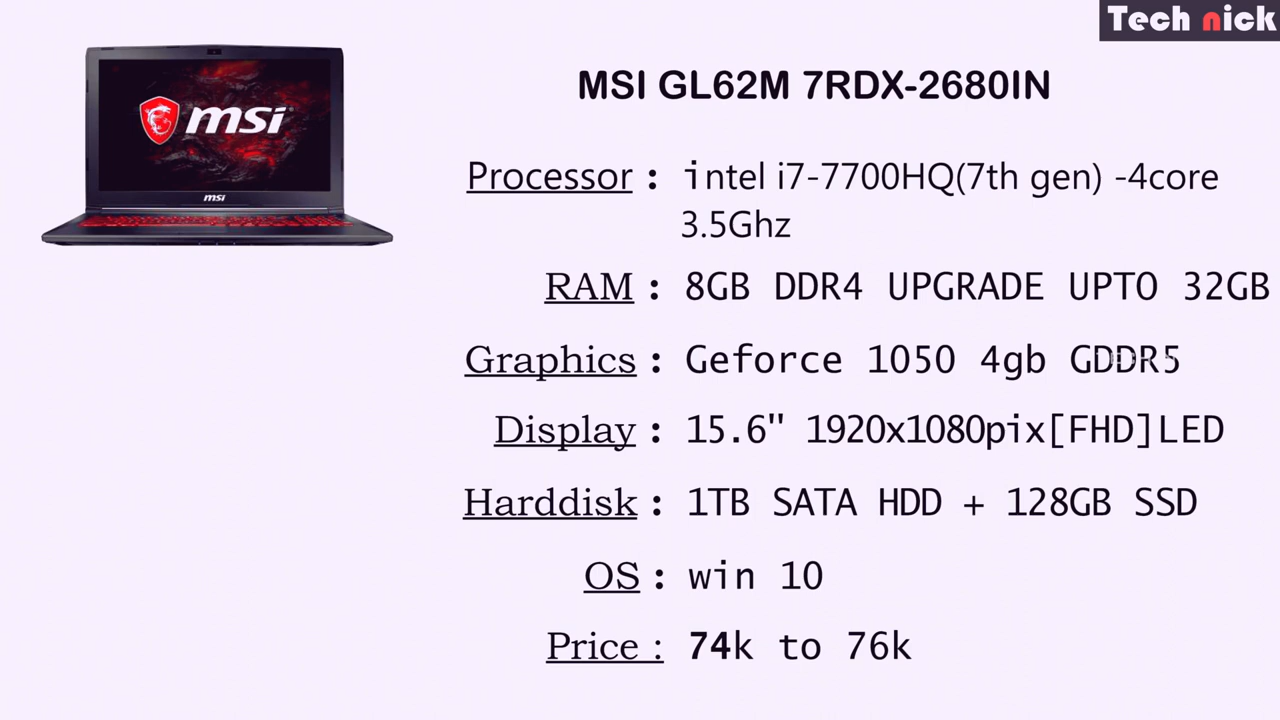 Tech nick
msi
msi
MSI GL62M 7RDX-2680IN
Processor : intel i7-7700HQ(7th gen) -4core
3.5Ghz
RAM : 8GB DDR4 UPGRADE UPTO 32GB
Graphics : Geforce 1050 4gb GDDR5
Display : 15.6" 1920x1080pix[FHD]LED
Harddisk : 1TB SATA HDD + 128GB SSD
OS : win 10
Price : 74k to 76k